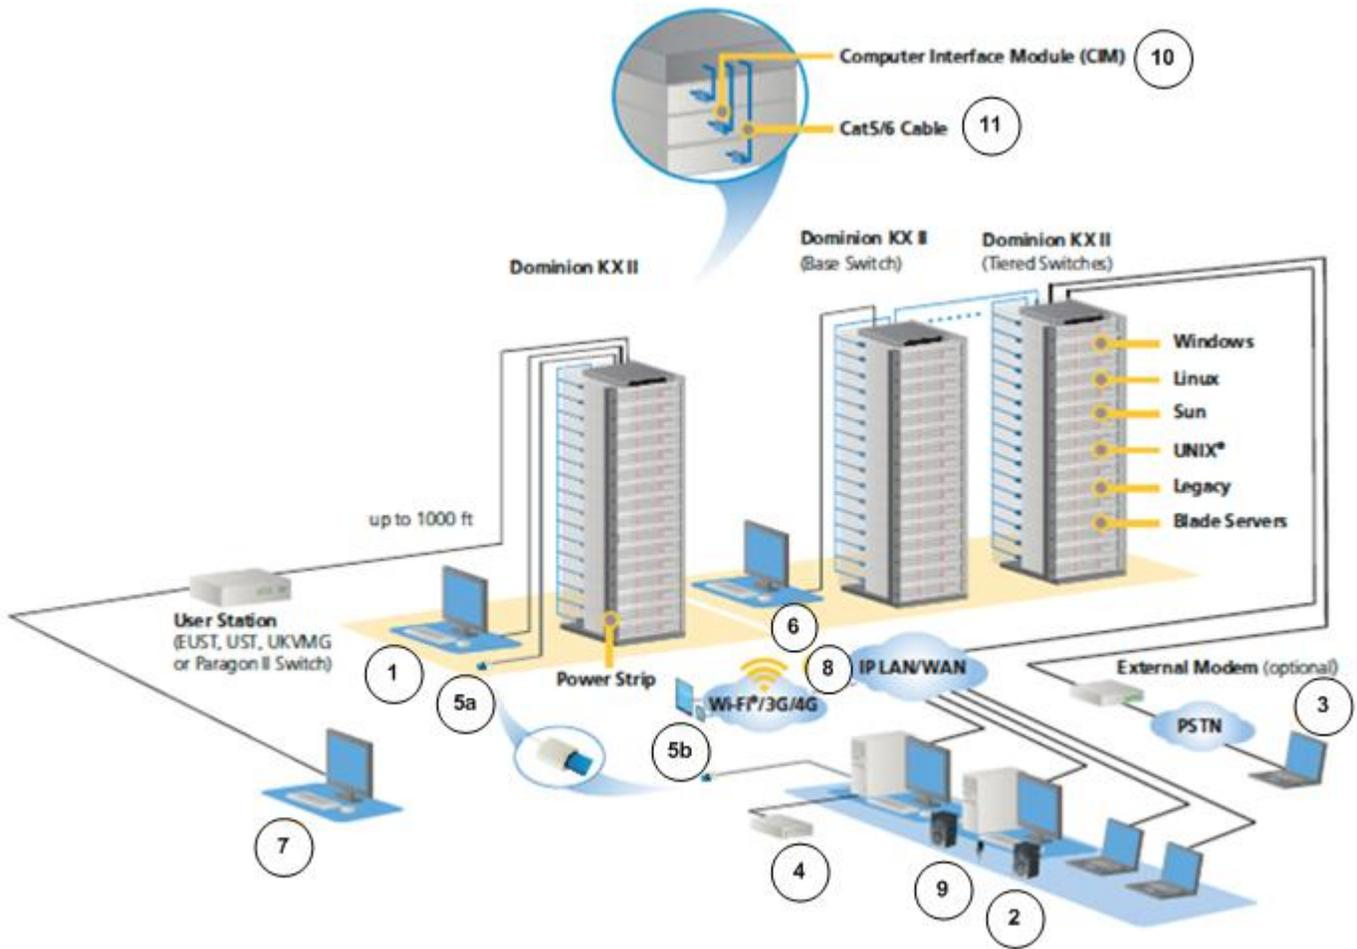 Computer Interface Module (CIM)
10
Cat5/6 Cable
11
Dominion KX II
Dominion KX II
(Base Switch)
Dominion KX II
(Tiered Switches)
Windows
Linux
Sun
UNIX®
Legacy
Blade Servers
up to 1000 ft
User Station
(EUST, UST, UKVMG
or Paragon II Switch)
1
5a
Power Strip
6
8
IP LAN/WAN
Wi-Fi®/3G/4G
5b
External Modem (optional)
3
PSTN
7
4
9
2